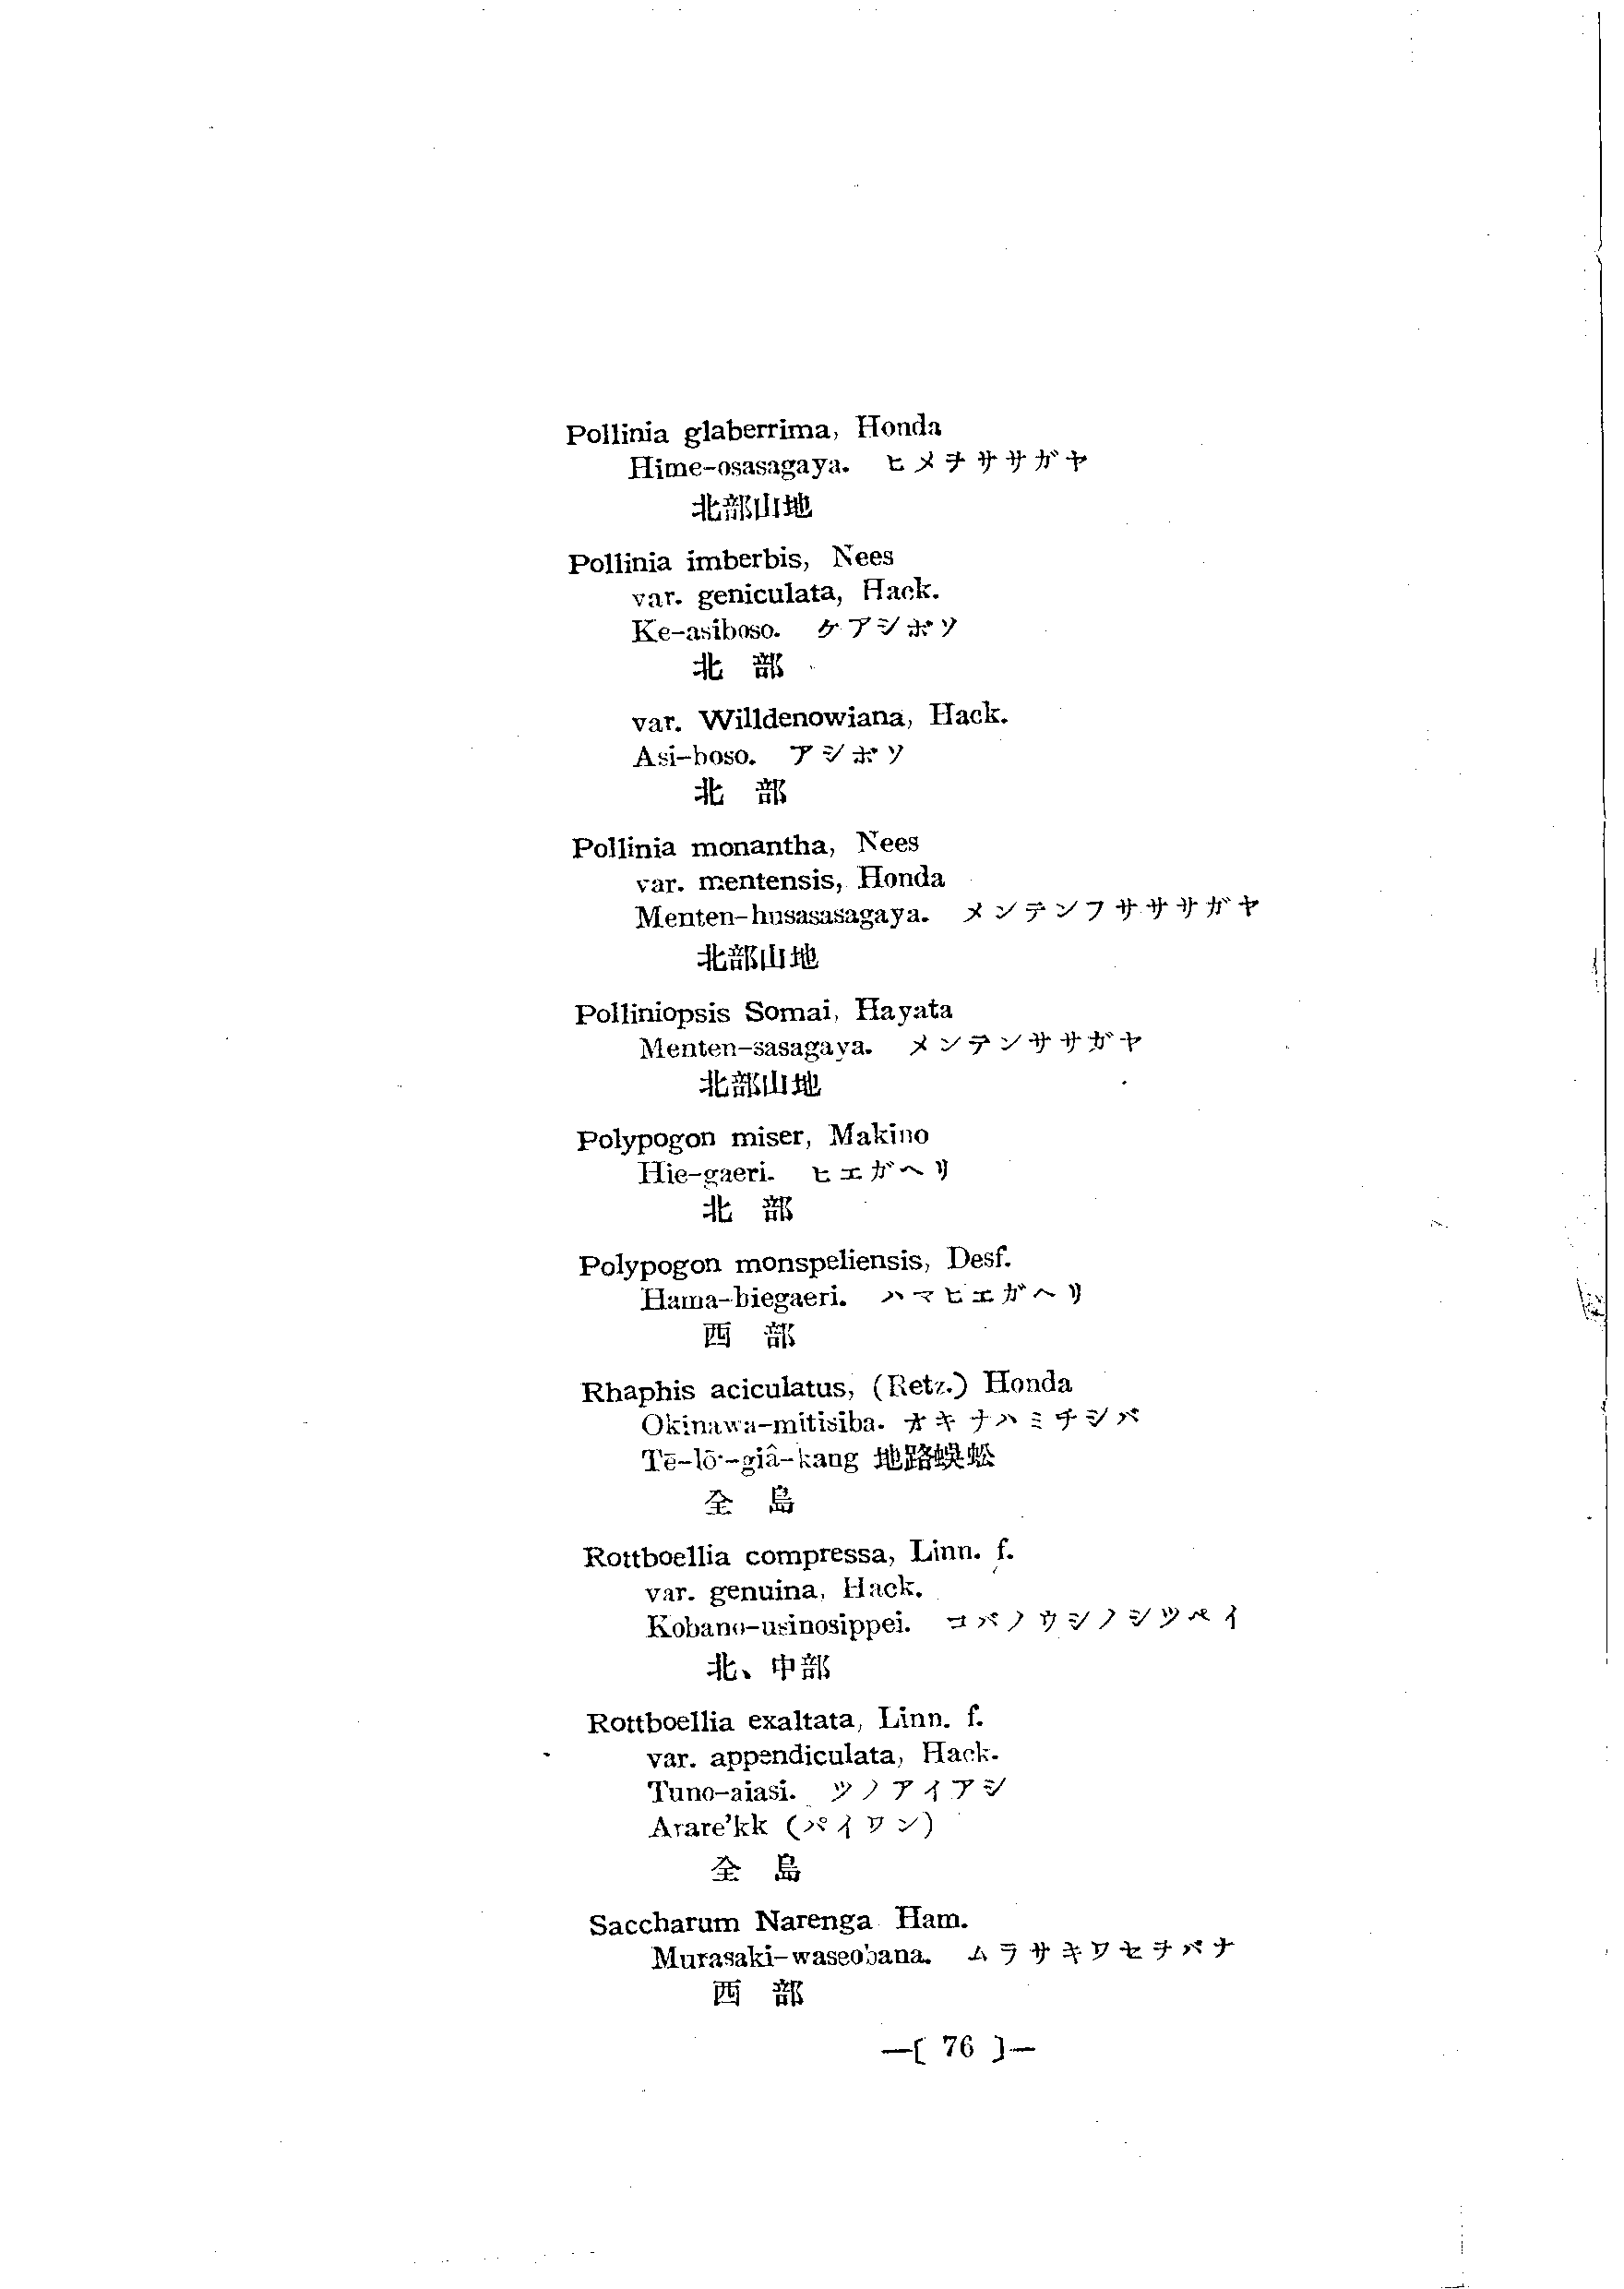 Pollinia glaberrima, Honda
Hime-osasagaya. ヒメヲササガヤ
北部山地
Pollinia imberbis, Nees
var. geniculata, Hack.
Ke-asiboso. ケアシボソ
北 部
var. Willdenowiana, Hack.
Asi-boso. アシボソ
北 部
Pollinia monantha, Nees
var. mentensis, Honda
Menten-husasasagaya. メンテンフサササガヤ
北部山地
Polliniopsis Somai, Hayata
Menten-sasagaya. メンテンササガヤ
北部山地
Polypogon miser, Makino
Hie-gaeri. ヒエガヘリ
北 部
Polypogon monspeliensis, Desf.
Hama-hiegaeri. ハマヒエガヘリ
西 部
Rhaphis aciculatus, (Retz.) Honda
Okinawa-mitisiba. オキナハミチシバ
Tē-lō·-giâ-kang 地路蜈蚣
全 島
Rottboellia compressa, Linn. f.
var. genuina, Hack.
Kobano-usinosippei. コバノウシノシツペイ
北、中部
Rottboellia exaltata, Linn. f.
var. appendiculata, Hack.
Tuno-aiasi. ツノアイアシ
Arare'kk (パイワン)
全 島
Saccharum Narenga Ham.
Murasaki-waseobana. ムラサキワセヲバナ
西 部
—[ 76 ]—